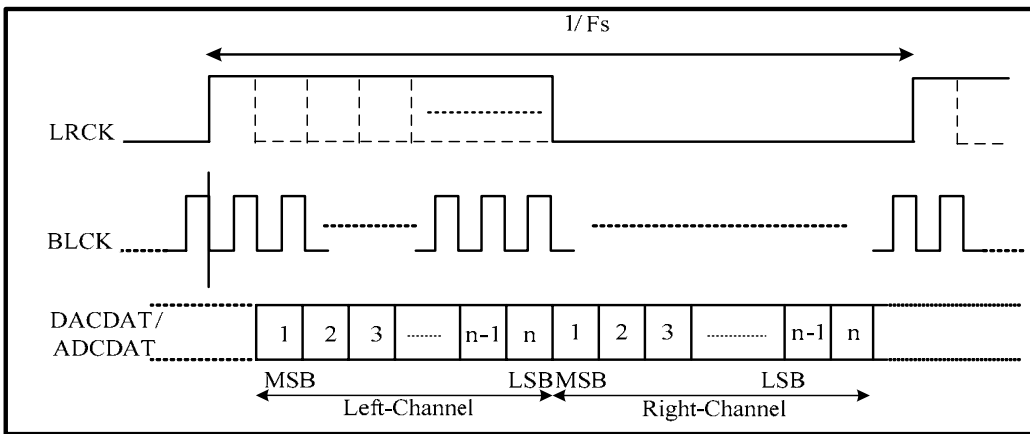 1/Fs
LRCK
BLCK
DACDAT/
ADCDAT
1 2 3 ........ n-1 n 1 2 3 ............ n-1 n
MSB LSB MSB LSB
Left-Channel Right-Channel